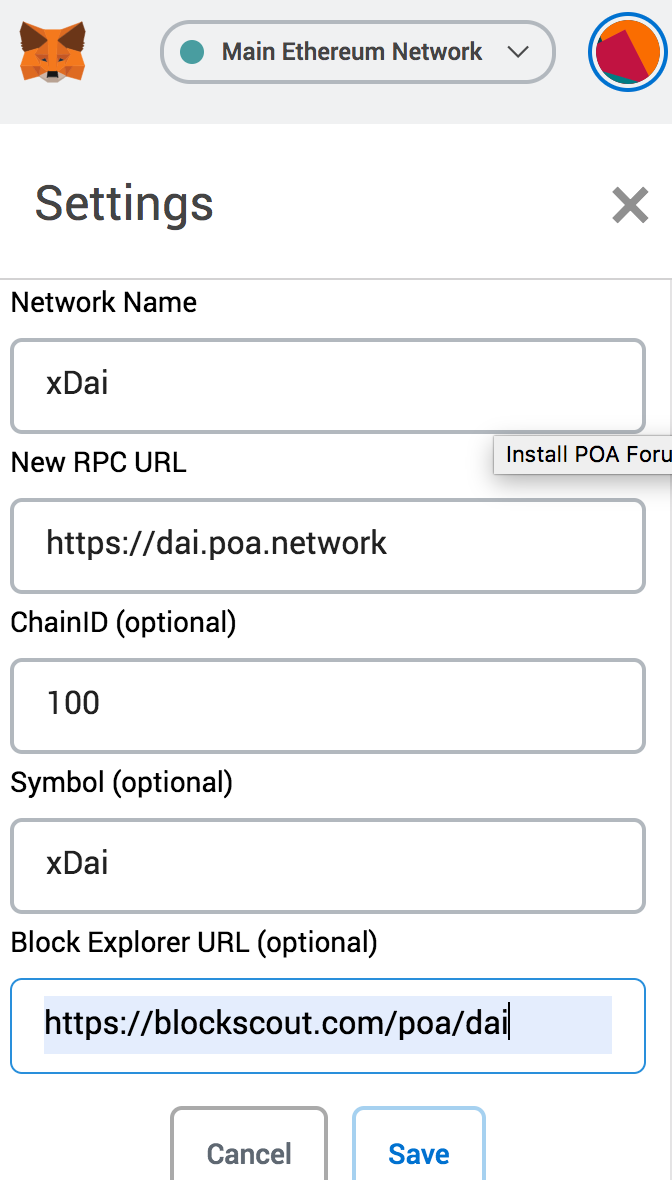 Main Ethereum Network
Settings
Network Name
xDai
Install POA Foru
New RPC URL
https://dai.poa.network
ChainID (optional)
100
Symbol (optional)
xDai
Block Explorer URL (optional)
https://blockscout.com/poa/dai
Cancel
Save